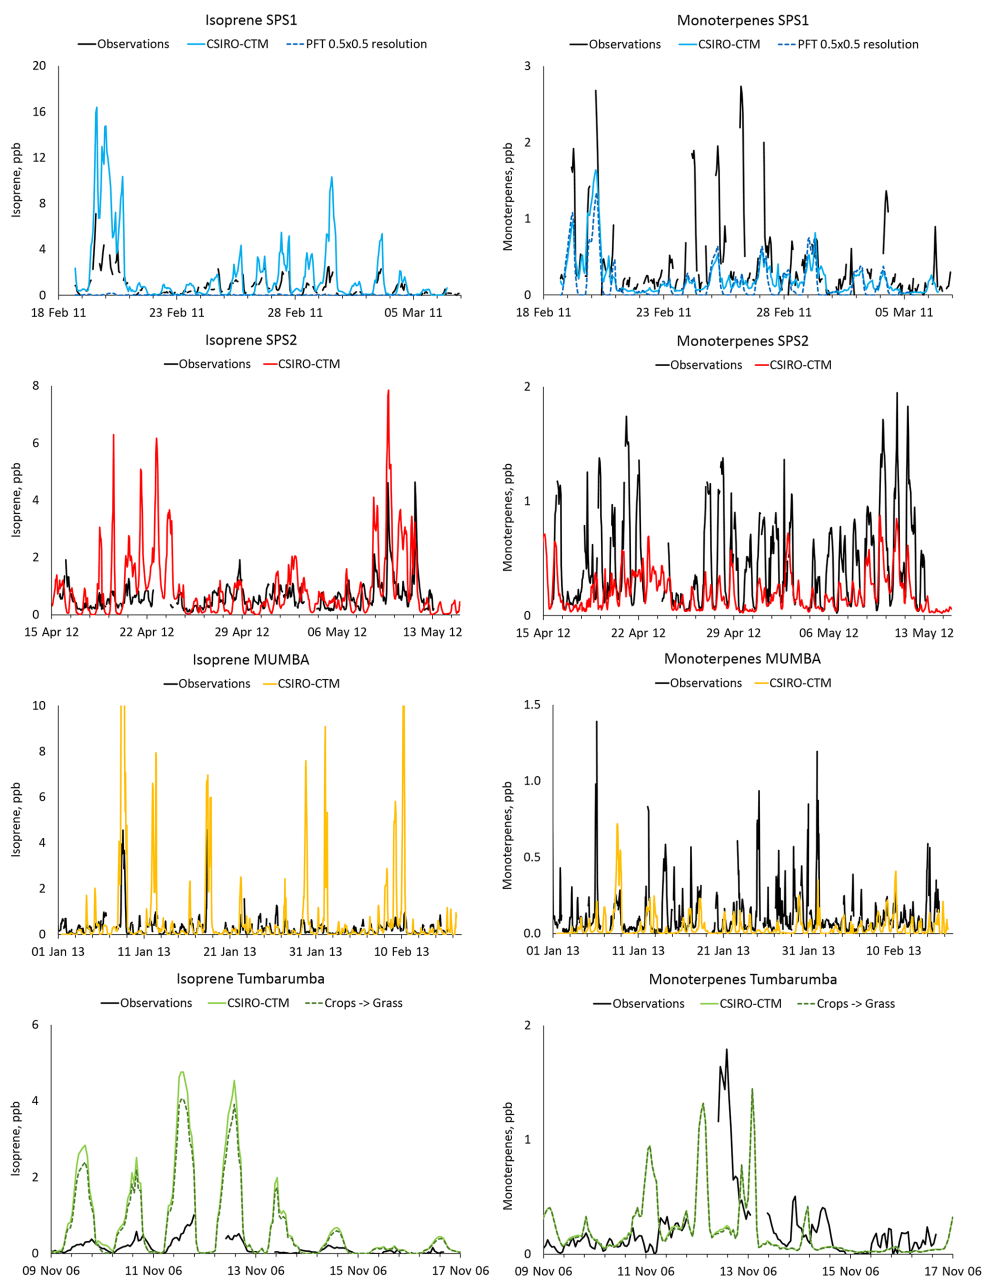 Isoprene SPS1
Observations CSIRO-CTM PFT 0.5x0.5 resolution
Isoprene, ppb
20
16
12
8
4
0
18 Feb 11 23 Feb 11 28 Feb 11 05 Mar 11
Monoterpenes SPS1
Observations CSIRO-CTM PFT 0.5x0.5 resolution
Monoterpenes, ppb
3
2
1
0
18 Feb 11 23 Feb 11 28 Feb 11 05 Mar 11
Isoprene SPS2
Observations CSIRO-CTM
Isoprene, ppb
8
6
4
2
0
15 Apr 12 22 Apr 12 29 Apr 12 06 May 12 13 May 12
Monoterpenes SPS2
Observations CSIRO-CTM
Monoterpenes, ppb
2
1
0
15 Apr 12 22 Apr 12 29 Apr 12 06 May 12 13 May 12
Isoprene MUMBA
Observations CSIRO-CTM
Isoprene, ppb
10
8
6
4
2
0
01 Jan 13 11 Jan 13 21 Jan 13 31 Jan 13 10 Feb 13
Monoterpenes MUMBA
Observations CSIRO-CTM
Monoterpenes, ppb
1.5
1.0
0.5
0.0
01 Jan 13 11 Jan 13 21 Jan 13 31 Jan 13 10 Feb 13
Isoprene Tumbarumba
Observations CSIRO-CTM Crops -> Grass
Isoprene, ppb
6
4
2
0
09 Nov 06 11 Nov 06 13 Nov 06 15 Nov 06 17 Nov 06
Monoterpenes Tumbarumba
Observations CSIRO-CTM Crops -> Grass
Monoterpenes, ppb
2
1
0
09 Nov 06 11 Nov 06 13 Nov 06 15 Nov 06 17 Nov 06